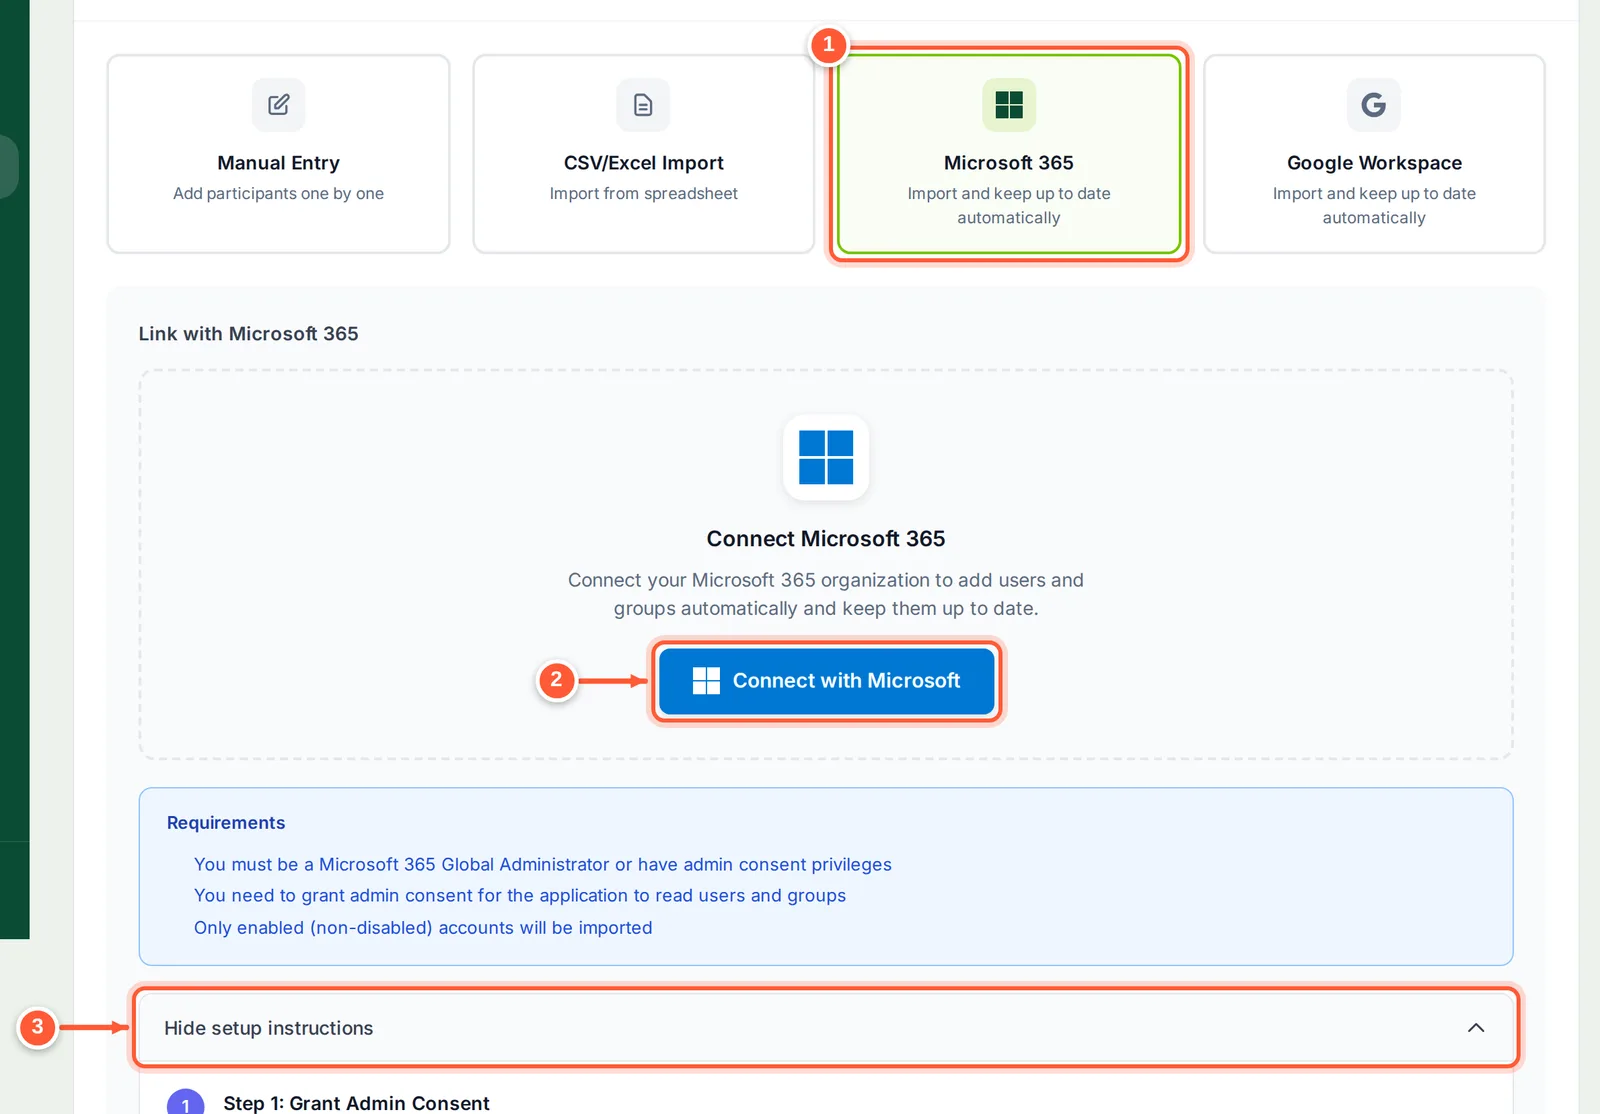 1
Manual Entry
Add participants one by one
CSV/Excel Import
Import from spreadsheet
Microsoft 365
Import and keep up to date
automatically
Google Workspace
Import and keep up to date
automatically
Link with Microsoft 365
Connect Microsoft 365
Connect your Microsoft 365 organization to add users and
groups automatically and keep them up to date.
2
Connect with Microsoft
Requirements
You must be a Microsoft 365 Global Administrator or have admin consent privileges
You need to grant admin consent for the application to read users and groups
Only enabled (non-disabled) accounts will be imported
3
Hide setup instructions
1
Step 1: Grant Admin Consent